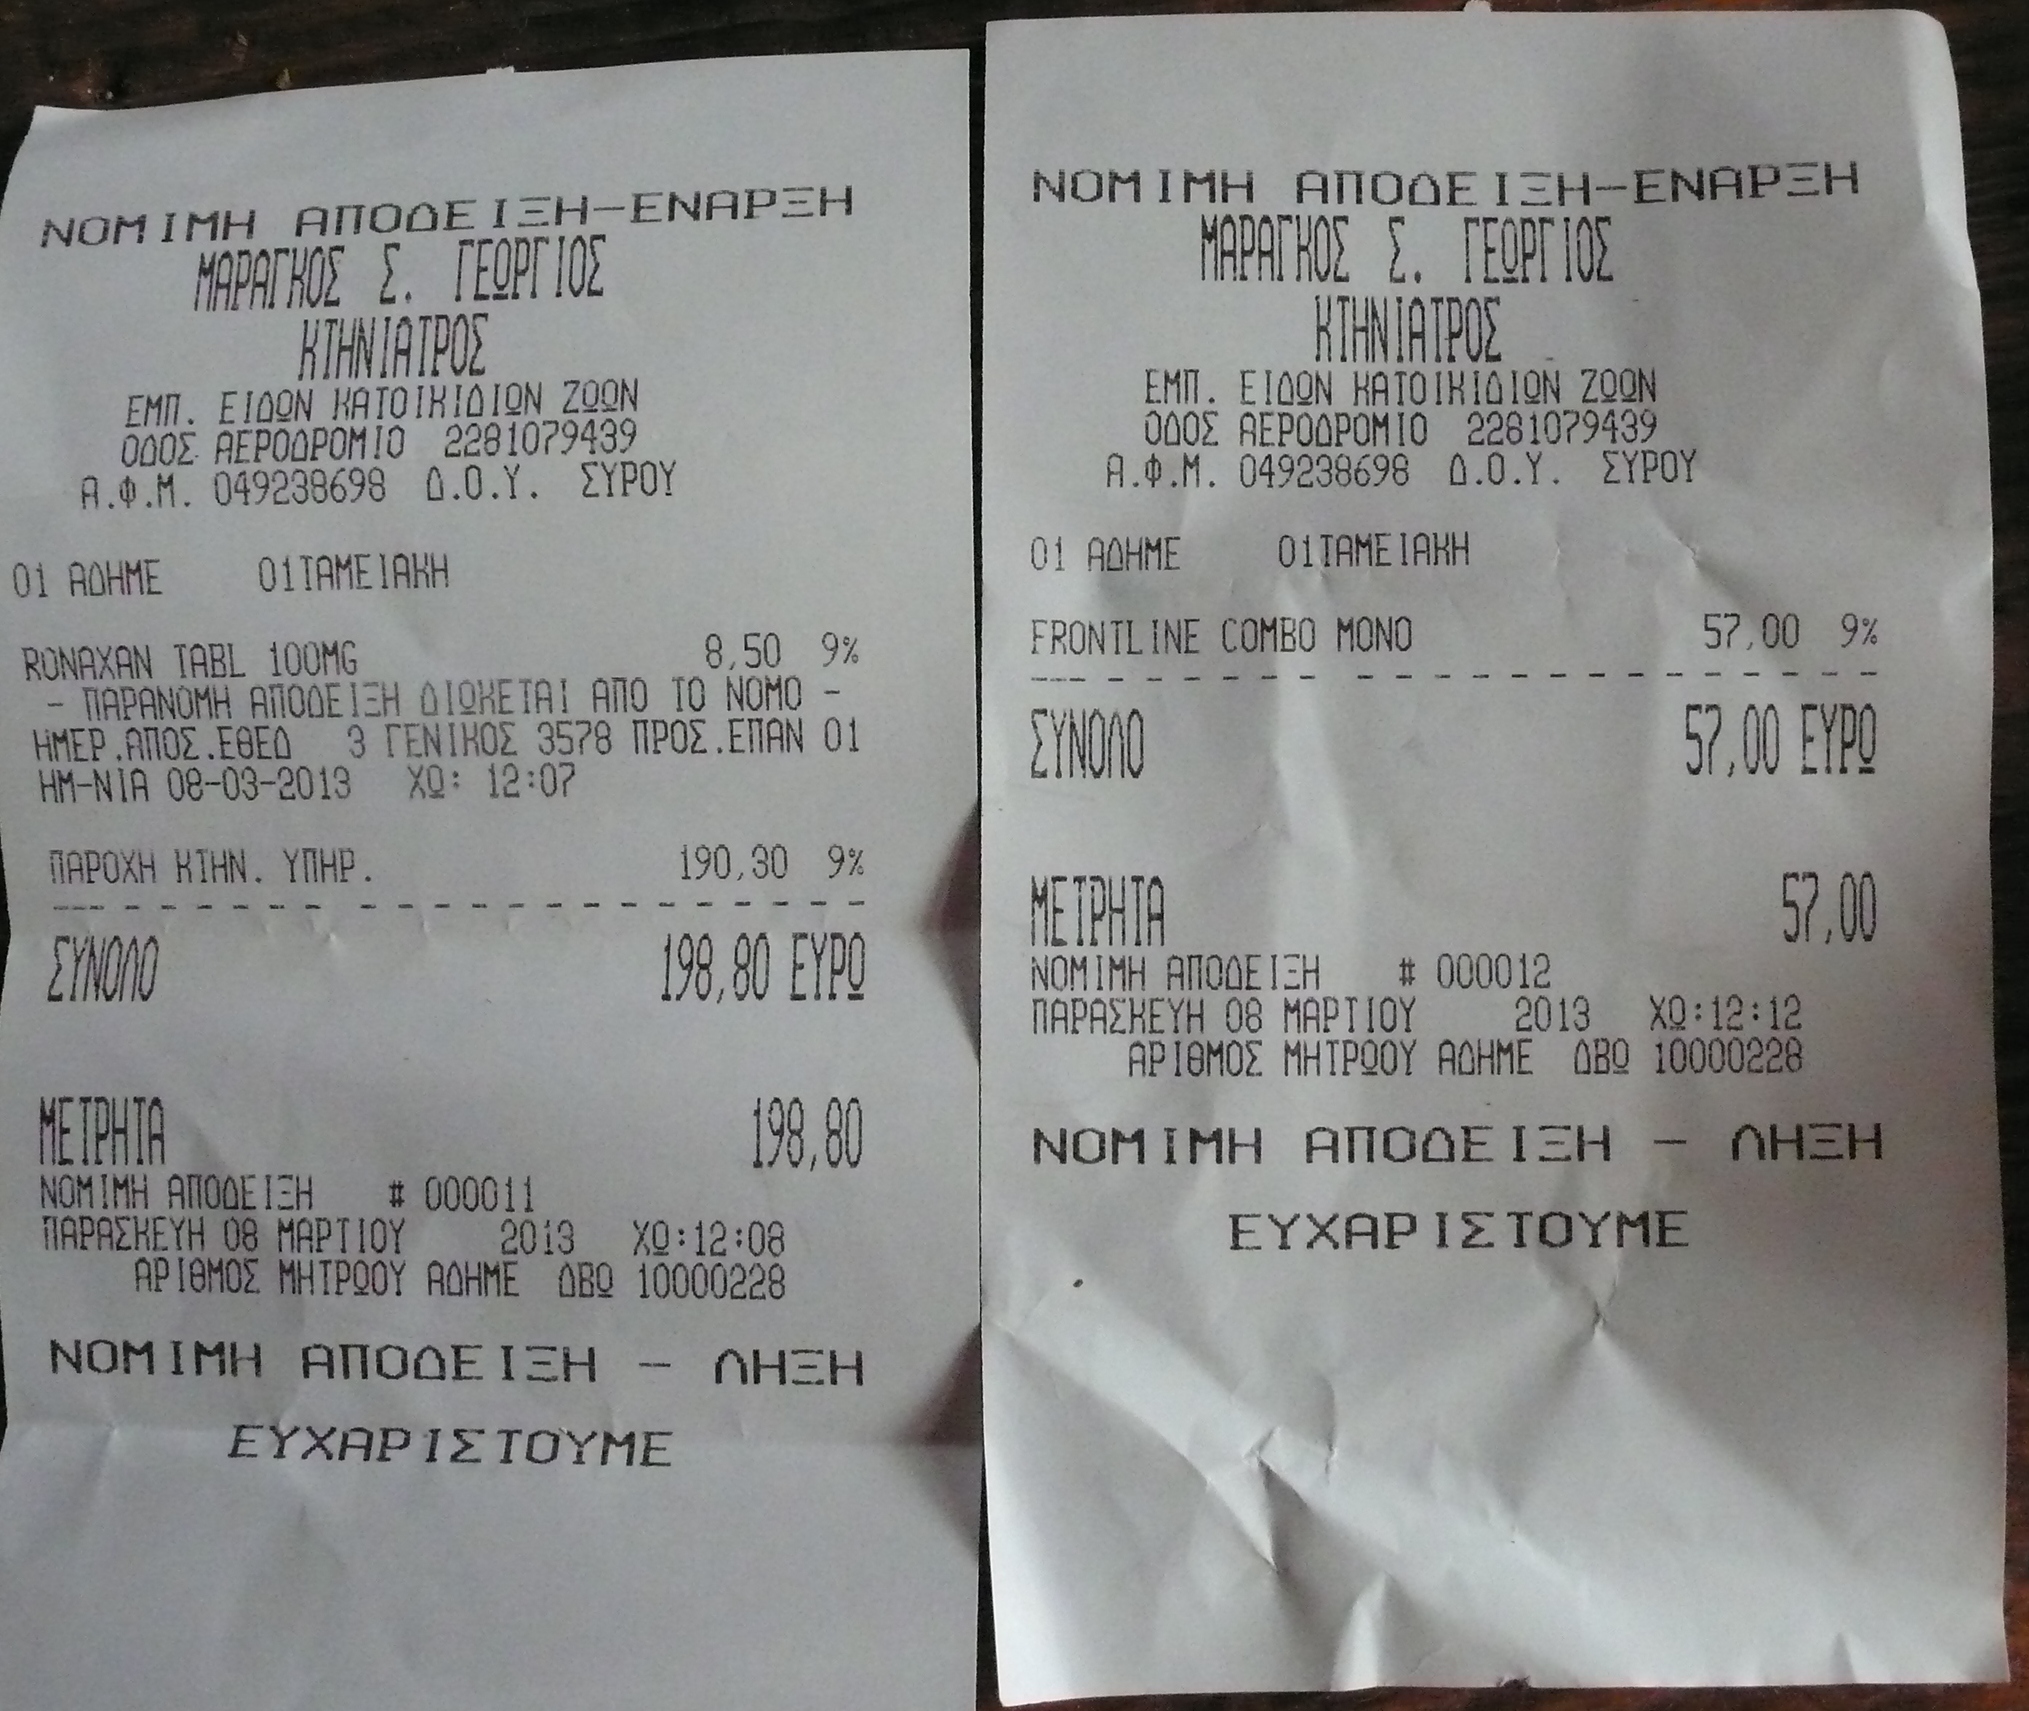 ΝΟΜΙΜΗ ΑΠΟΔΕΙΞΗ-ΕΝΑΡΞΗ
ΜΑΡΑΓΚΟΣ Σ. ΓΕΩΡΓΙΟΣ
ΚΤΗΝΙΑΤΡΟΣ
ΕΜΠ. ΕΙΔΩΝ ΚΑΤΟΙΚΙΔΙΩΝ ΖΩΩΝ
ΟΔΟΣ ΑΕΡΟΔΡΟΜΙΟ 2281079439
Α.Φ.Μ. 049238698 Δ.Ο.Υ. ΣΥΡΟΥ
01 ΑΔΗΜΕ 01ΤΑΜΕΙΑΚΗ
RONAXAN TABL 100MG 8,50 9%
- ΠΑΡΑΝΟΜΗ ΑΠΟΔΕΙΞΗ ΔΙΩΚΕΤΑΙ ΑΠΟ ΤΟ ΝΟΜΟ -
ΗΜΕΡ.ΑΠΟΣ.ΕΘΕΔ 3 ΓΕΝΙΚΟΣ 3578 ΠΡΟΣ.ΕΠΑΝ 01
ΗΜ-ΝΙΑ 08-03-2013 ΧΩ: 12:07
ΠΑΡΟΧΗ ΚΤΗΝ. ΥΠΗΡ. 190,30 9%
ΣΥΝΟΛΟ 198,80 ΕΥΡΩ
ΜΕΤΡΗΤΑ 198,80
ΝΟΜΙΜΗ ΑΠΟΔΕΙΞΗ # 000011
ΠΑΡΑΣΚΕΥΗ 08 ΜΑΡΤΙΟΥ 2013 ΧΩ:12:08
ΑΡΙΘΜΟΣ ΜΗΤΡΩΟΥ ΑΔΗΜΕ ΔΒΩ 10000228
ΝΟΜΙΜΗ ΑΠΟΔΕΙΞΗ - ΛΗΞΗ
ΕΥΧΑΡΙΣΤΟΥΜΕ
ΝΟΜΙΜΗ ΑΠΟΔΕΙΞΗ-ΕΝΑΡΞΗ
ΜΑΡΑΓΚΟΣ Σ. ΓΕΩΡΓΙΟΣ
ΚΤΗΝΙΑΤΡΟΣ
ΕΜΠ. ΕΙΔΩΝ ΚΑΤΟΙΚΙΔΙΩΝ ΖΩΩΝ
ΟΔΟΣ ΑΕΡΟΔΡΟΜΙΟ 2281079439
Α.Φ.Μ. 049238698 Δ.Ο.Υ. ΣΥΡΟΥ
01 ΑΔΗΜΕ 01ΤΑΜΕΙΑΚΗ
FRONTLINE COMBO MONO 57,00 9%
ΣΥΝΟΛΟ 57,00 ΕΥΡΩ
ΜΕΤΡΗΤΑ 57,00
ΝΟΜΙΜΗ ΑΠΟΔΕΙΞΗ # 000012
ΠΑΡΑΣΚΕΥΗ 08 ΜΑΡΤΙΟΥ 2013 ΧΩ:12:12
ΑΡΙΘΜΟΣ ΜΗΤΡΩΟΥ ΑΔΗΜΕ ΔΒΩ 10000228
ΝΟΜΙΜΗ ΑΠΟΔΕΙΞΗ - ΛΗΞΗ
ΕΥΧΑΡΙΣΤΟΥΜΕ